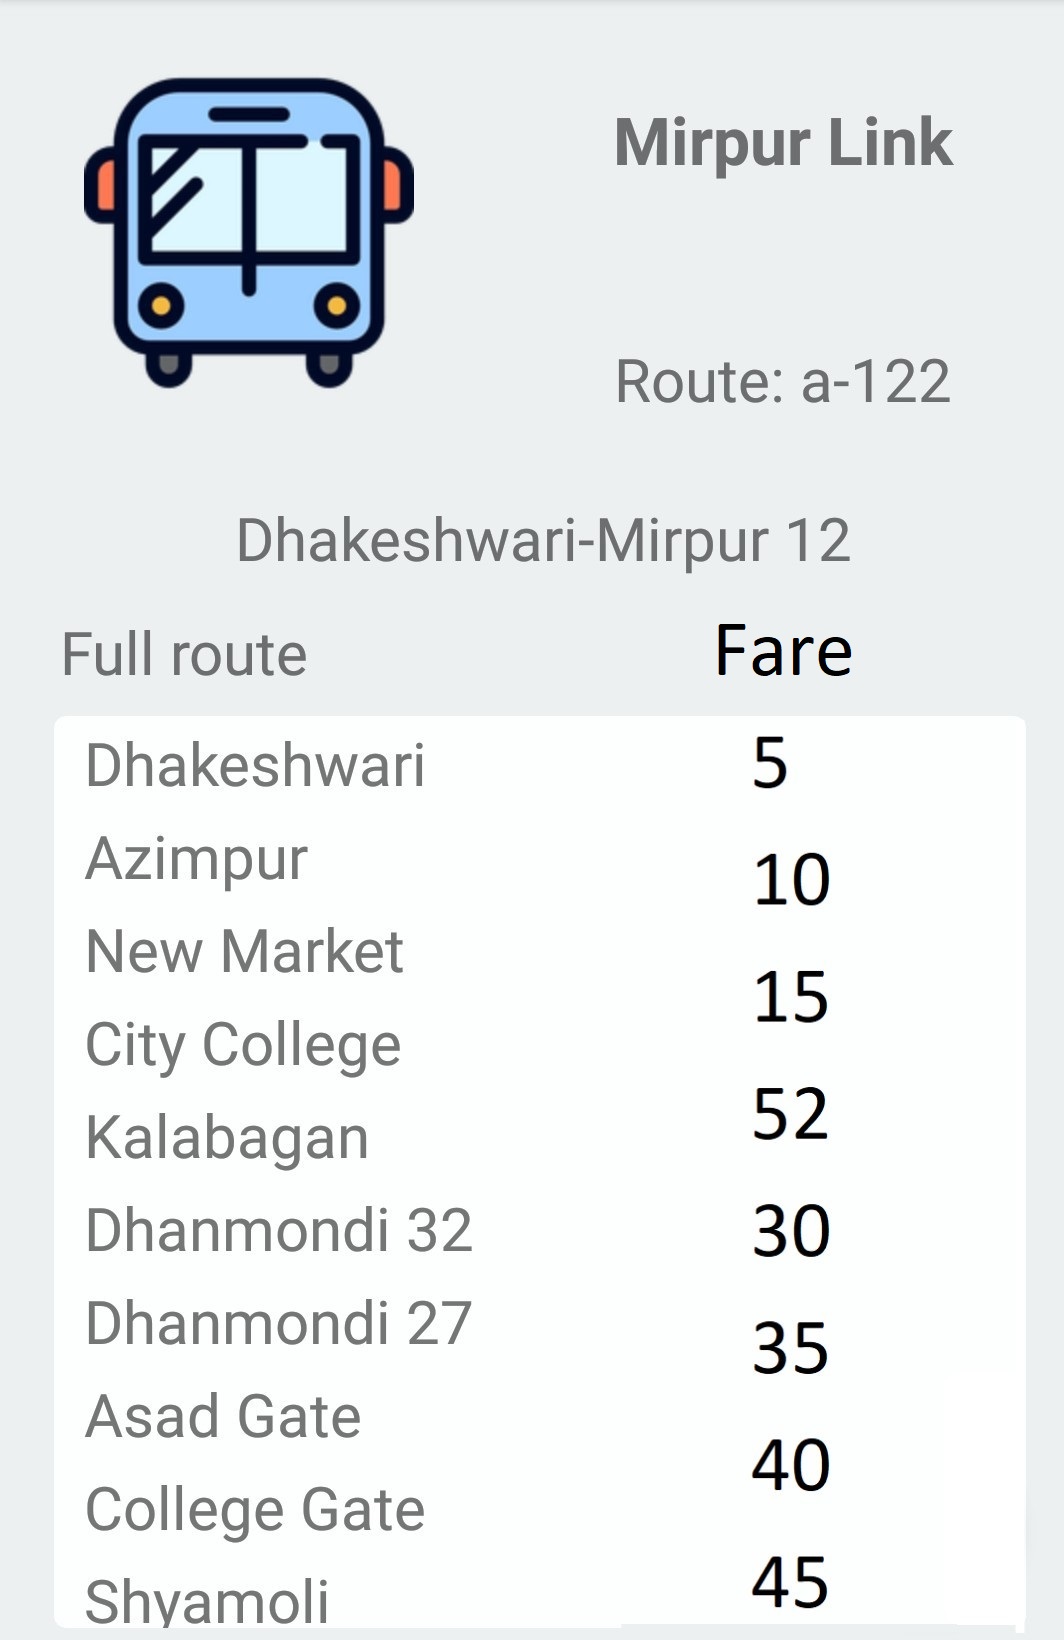 Mirpur Link
Route: a-122
Dhakeshwari-Mirpur 12
Full route Fare
Dhakeshwari 5
Azimpur 10
New Market
15
City College
Kalabagan 52
Dhanmondi 32 30
Dhanmondi 27 35
Asad Gate
40
College Gate
Shyamoli 45